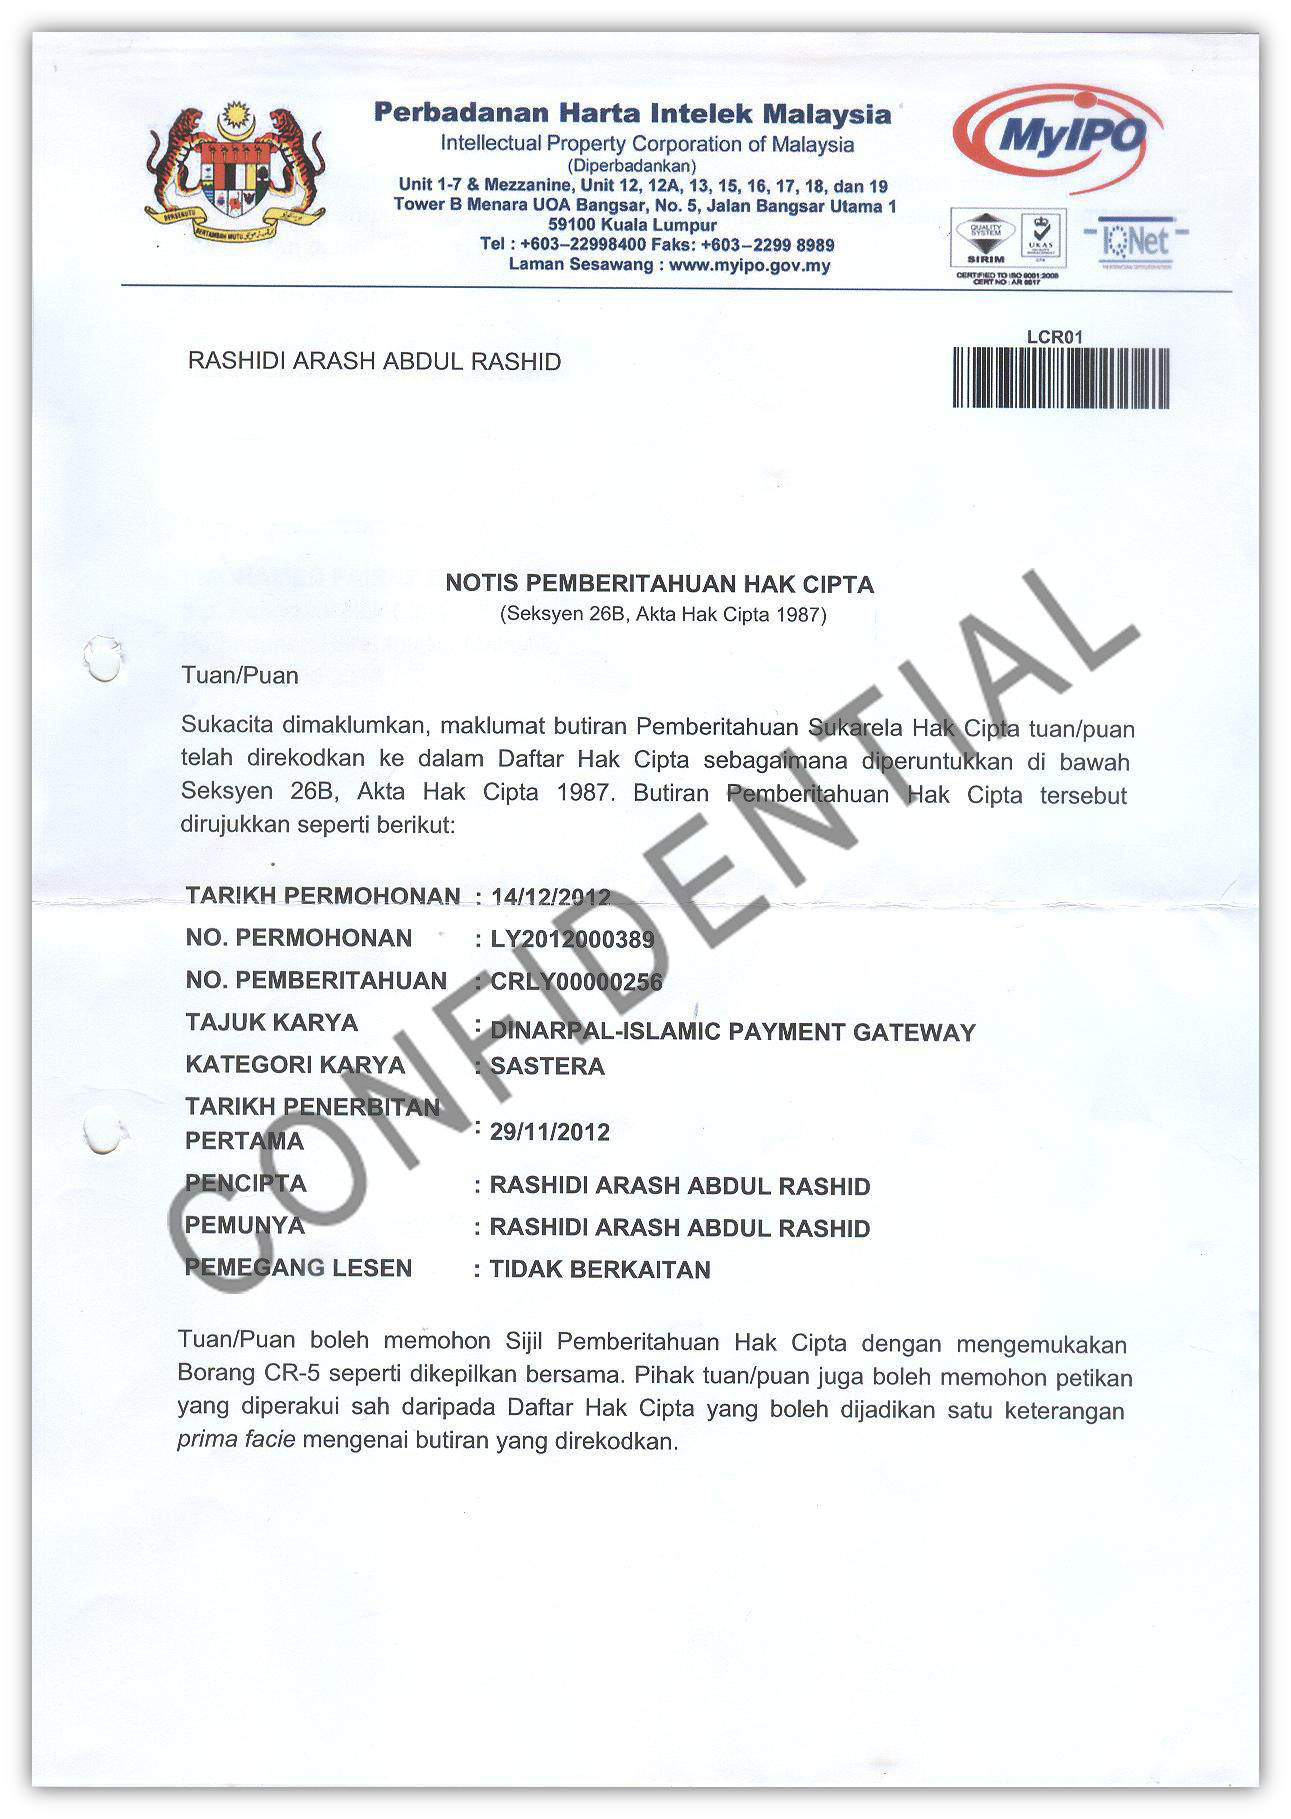 Perbadanan Harta Intelek Malaysia
Intellectual Property Corporation of Malaysia
(Diperbadankan)
Unit 1-7 & Mezzanine, Unit 12, 12A, 13, 15, 16, 17, 18, dan 19
Tower B Menara UOA Bangsar, No. 5, Jalan Bangsar Utama 1
59100 Kuala Lumpur
Tel : +603–22998400 Faks: +603–2299 8989
Laman Sesawang : www.myipo.gov.my
MyIPO
QUALITY
SYSTEM
SIRIM
UKAS
IQNet
CERTIFIED TO ISO 9001:2008
CERT NO : AR 0017
BERSEKUTU
BERTAMBAH MUTU
RASHIDI ARASH ABDUL RASHID
LCR01
NOTIS PEMBERITAHUAN HAK CIPTA
(Seksyen 26B, Akta Hak Cipta 1987)
Tuan/Puan
Sukacita dimaklumkan, maklumat butiran Pemberitahuan Sukarela Hak Cipta tuan/puan
telah direkodkan ke dalam Daftar Hak Cipta sebagaimana diperuntukkan di bawah
Seksyen 26B, Akta Hak Cipta 1987. Butiran Pemberitahuan Hak Cipta tersebut
dirujukkan seperti berikut:
TARIKH PERMOHONAN : 14/12/2012
NO. PERMOHONAN : LY2012000389
NO. PEMBERITAHUAN : CRLY00000256
TAJUK KARYA : DINARPAL-ISLAMIC PAYMENT GATEWAY
KATEGORI KARYA : SASTERA
TARIKH PENERBITAN
PERTAMA : 29/11/2012
PENCIPTA : RASHIDI ARASH ABDUL RASHID
PEMUNYA : RASHIDI ARASH ABDUL RASHID
PEMEGANG LESEN : TIDAK BERKAITAN
Tuan/Puan boleh memohon Sijil Pemberitahuan Hak Cipta dengan mengemukakan
Borang CR-5 seperti dikepilkan bersama. Pihak tuan/puan juga boleh memohon petikan
yang diperakui sah daripada Daftar Hak Cipta yang boleh dijadikan satu keterangan
prima facie mengenai butiran yang direkodkan.
CONFIDENTIAL